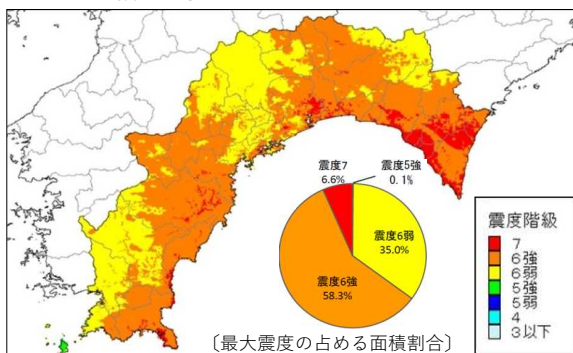 震度7
6.6%
震度5強
0.1%
震度6弱
35.0%
震度6強
58.3%
〔最大震度の占める面積割合〕
震度階級
7
6強
6弱
5強
5弱
4
3以下